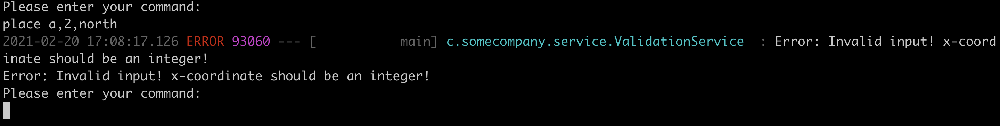 Please enter your command:
place a,2,north
2021-02-20 17:08:17.126 ERROR 93060 --- [           main] c.somecompany.service.ValidationService  : Error: Invalid input! x-coord
inate should be an integer!
Error: Invalid input! x-coordinate should be an integer!
Please enter your command: